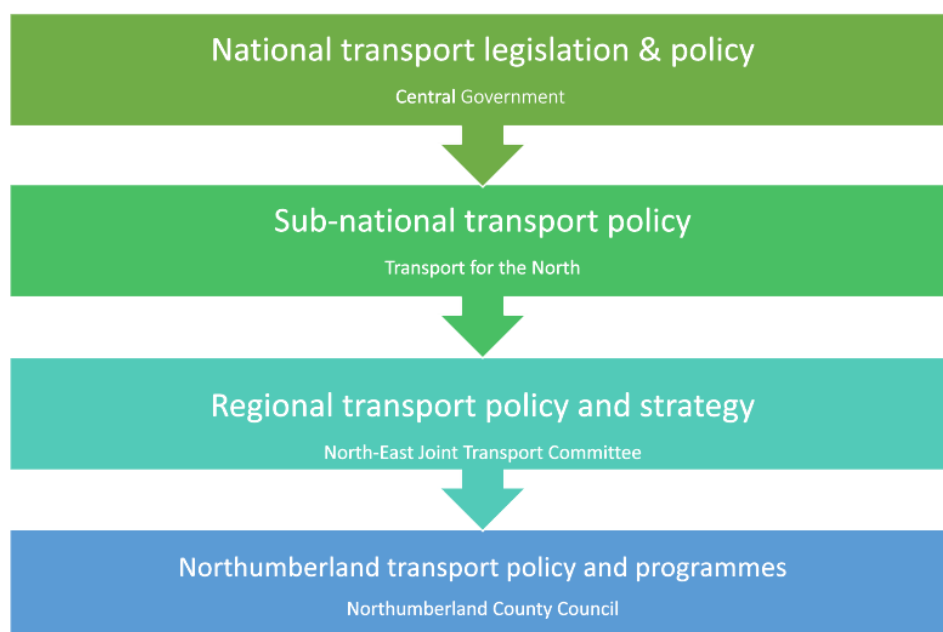 National transport legislation & policy
Central Government
Sub-national transport policy
Transport for the North
Regional transport policy and strategy
North-East Joint Transport Committee
Northumberland transport policy and programmes
Northumberland County Council